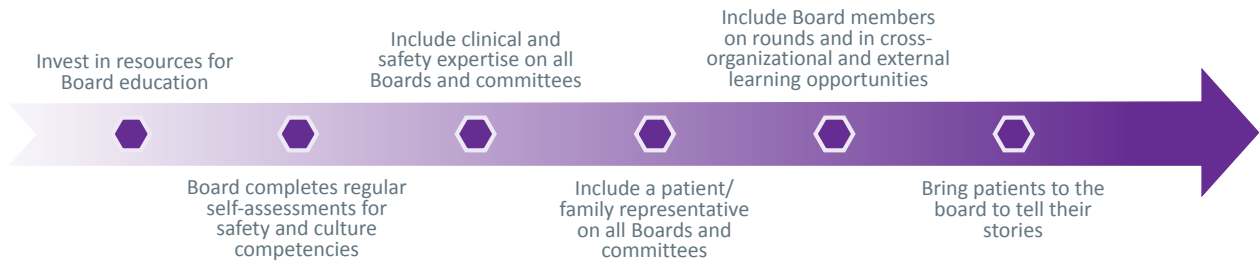 Invest in resources for
Board education
Board completes regular
self-assessments for
safety and culture
competencies
Include clinical and
safety expertise on all
Boards and committees
Include a patient/
family representative
on all Boards and
committees
Include Board members
on rounds and in cross-
organizational and external
learning opportunities
Bring patients to the
board to tell their
stories